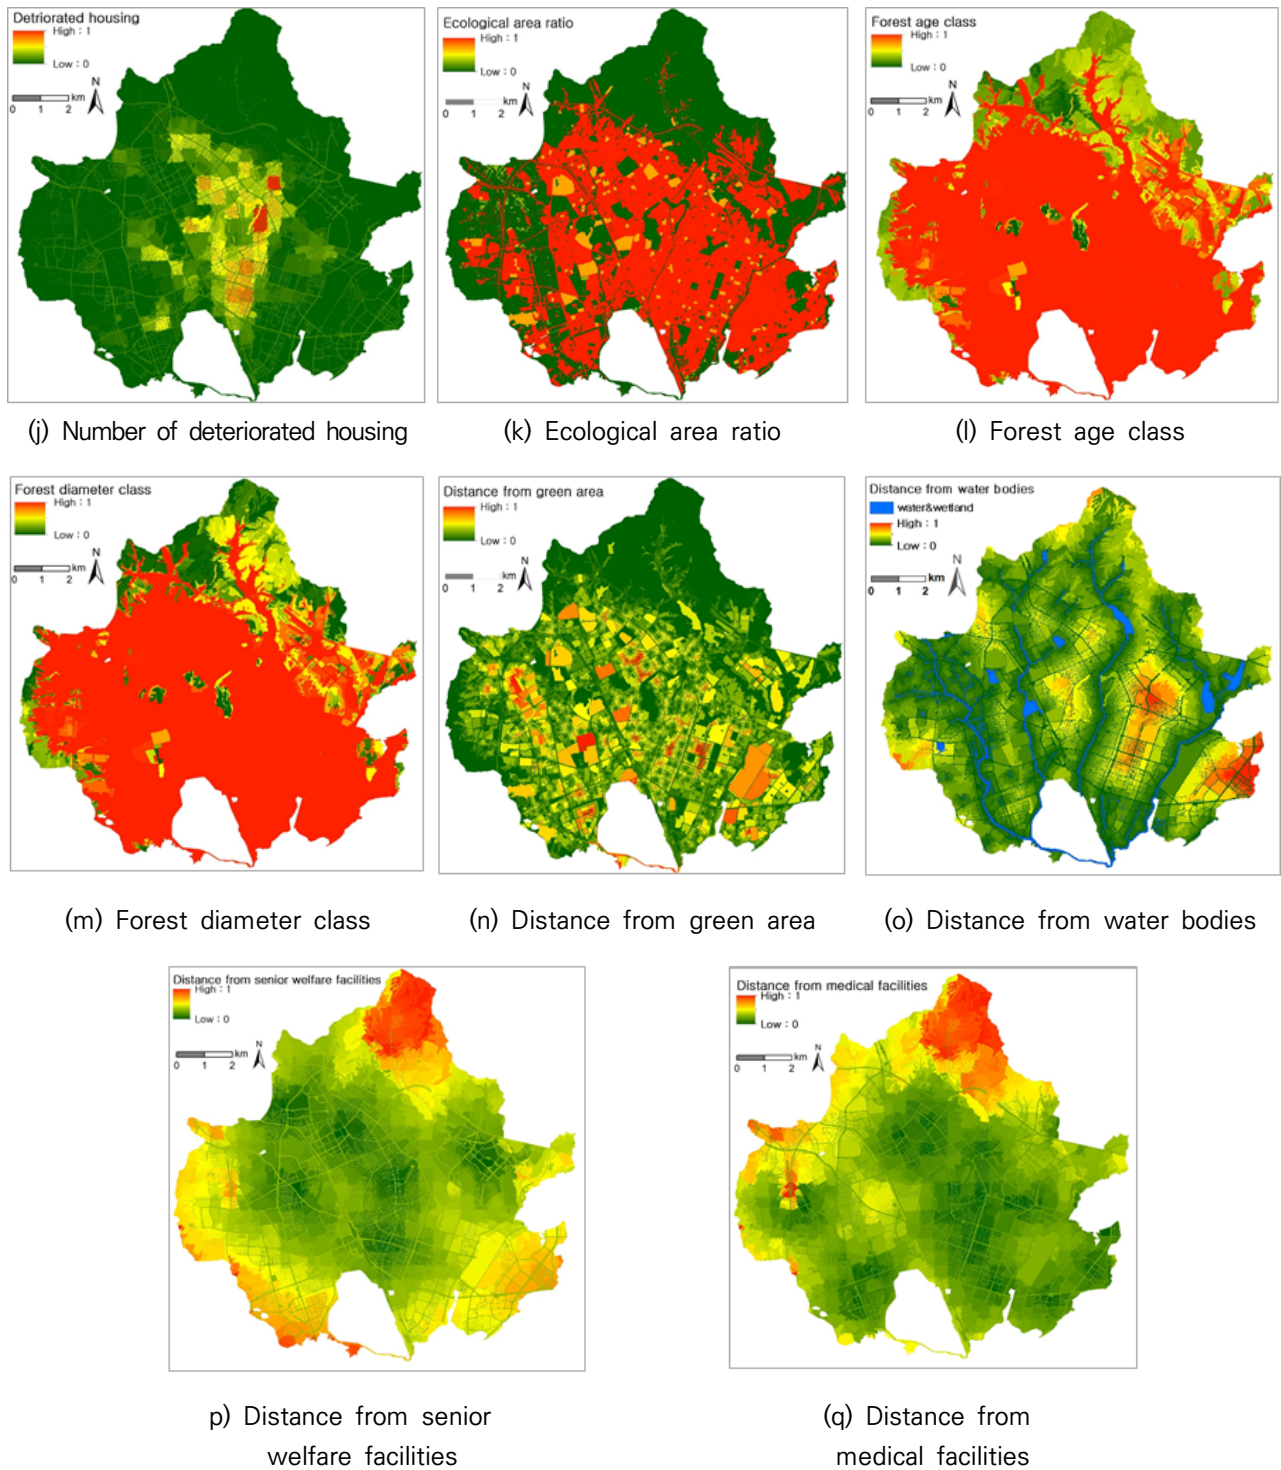 Detriorated housing
High : 1
Low : 0
N
km
0 1 2
Ecological area ratio
High : 1
Low : 0
N
km
0 1 2
Forest age class
High : 1
Low : 0
N
km
0 1 2
(j) Number of deteriorated housing
(k) Ecological area ratio
(l) Forest age class
Forest diameter class
High : 1
Low : 0
N
km
0 1 2
Distance from green area
High : 1
Low : 0
N
km
0 1 2
Distance from water bodies
water&wetland
High : 1
Low : 0
N
km
0 1 2
(m) Forest diameter class
(n) Distance from green area
(o) Distance from water bodies
Distance from senior welfare facilities
High : 1
Low : 0
N
km
0 1 2
Distance from medical facilities
High : 1
Low : 0
N
km
0 1 2
p) Distance from senior
welfare facilities
(q) Distance from
medical facilities